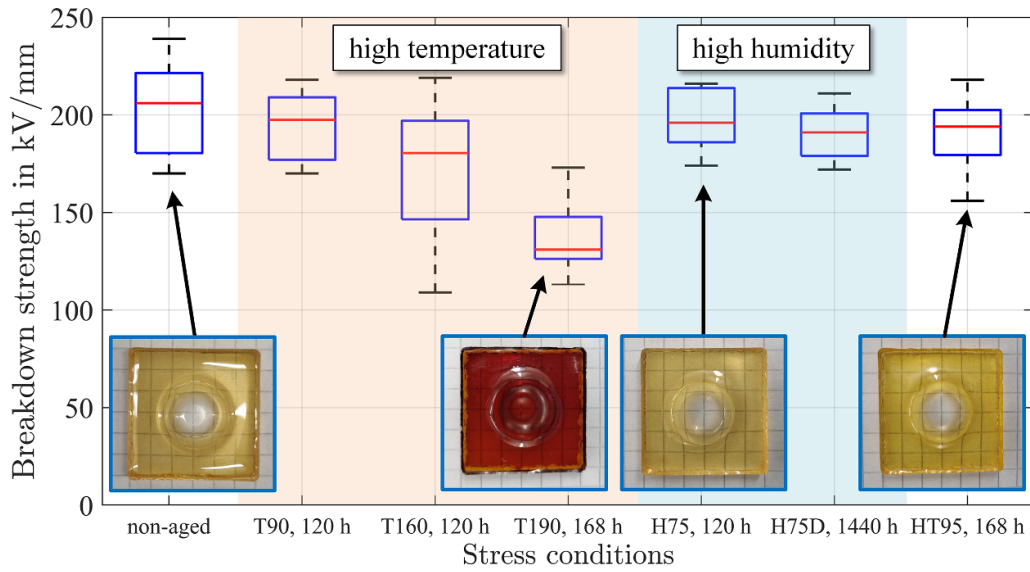 250
200
150
100
50
0
Breakdown strength in kV/mm
high temperature
high humidity
non-aged
T90, 120 h
T160, 120 h
T190, 168 h
H75, 120 h
H75D, 1440 h
HT95, 168 h
Stress conditions